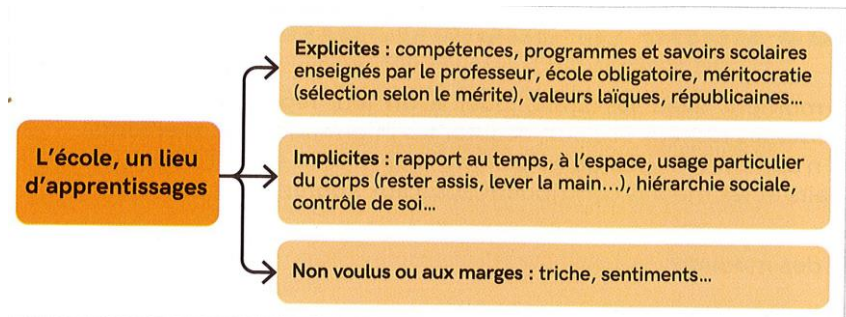 Explicites : compétences, programmes et savoirs scolaires
enseignés par le professeur, école obligatoire, méritocratie
(sélection selon le mérite), valeurs laïques, républicaines...
L'école, un lieu
d'apprentissages
Implicites : rapport au temps, à l'espace, usage particulier
du corps (rester assis, lever la main...), hiérarchie sociale,
contrôle de soi...
Non voulus ou aux marges : triche, sentiments...